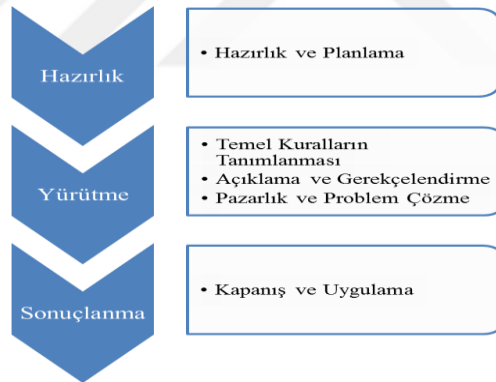 Hazırlık
• Hazırlık ve Planlama
Yürütme
• Temel Kuralların
Tanımlanması
• Açıklama ve Gerekçelendirme
• Pazarlık ve Problem Çözme
Sonuçlanma
• Kapanış ve Uygulama